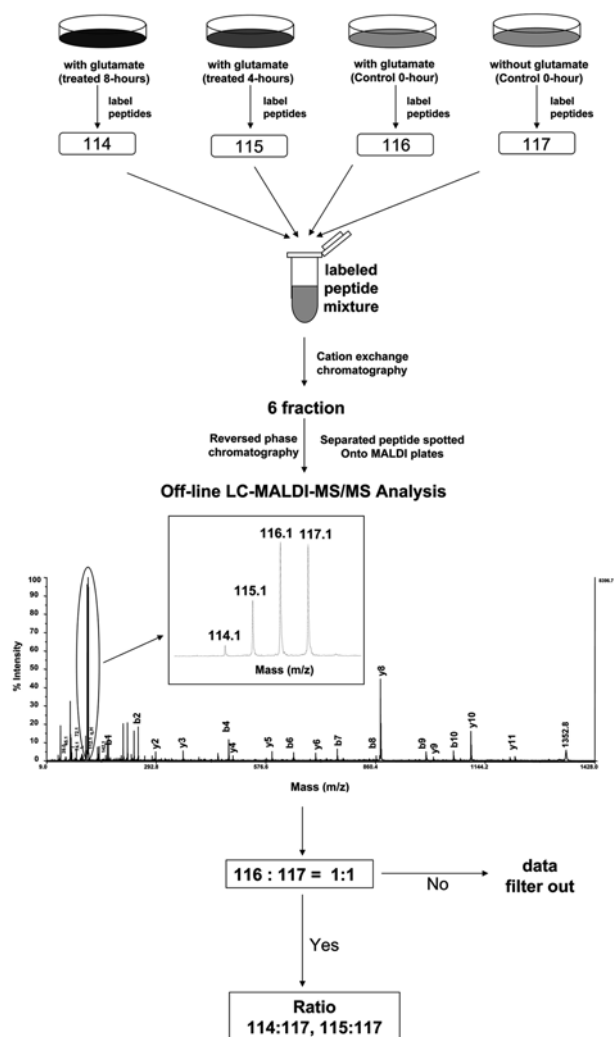 with glutamate
(treated 8-hours)
with glutamate
(treated 4-hours)
with glutamate
(Control 0-hour)
without glutamate
(Control 0-hour)
label
peptides
label
peptides
label
peptides
label
peptides
114
115
116
117
labeled
peptide
mixture
Cation exchange
chromatography
6 fraction
Reversed phase
chromatography
Separated peptide spotted
Onto MALDI plates
Off-line LC-MALDI-MS/MS Analysis
116.1
117.1
115.1
114.1
Mass (m/z)
% Intensity
100
90
80
70
60
50
40
30
20
10
0
b1
b2
y2
y3
b4
y4
y5
b6
y6
b7
b8
y8
b9
y9
b10
y10
y11
1352.8
9.0
292.8
576.6
860.4
1144.2
1428.0
Mass (m/z)
116 : 117 = 1:1
No
data
filter out
Yes
Ratio
114:117, 115:117